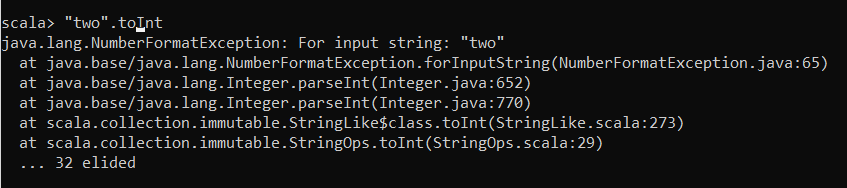 scala> "two".toInt
java.lang.NumberFormatException: For input string: "two"
  at java.base/java.lang.NumberFormatException.forInputString(NumberFormatException.java:65)
  at java.base/java.lang.Integer.parseInt(Integer.java:652)
  at java.base/java.lang.Integer.parseInt(Integer.java:770)
  at scala.collection.immutable.StringLike$class.toInt(StringLike.scala:273)
  at scala.collection.immutable.StringOps.toInt(StringOps.scala:29)
  ... 32 elided